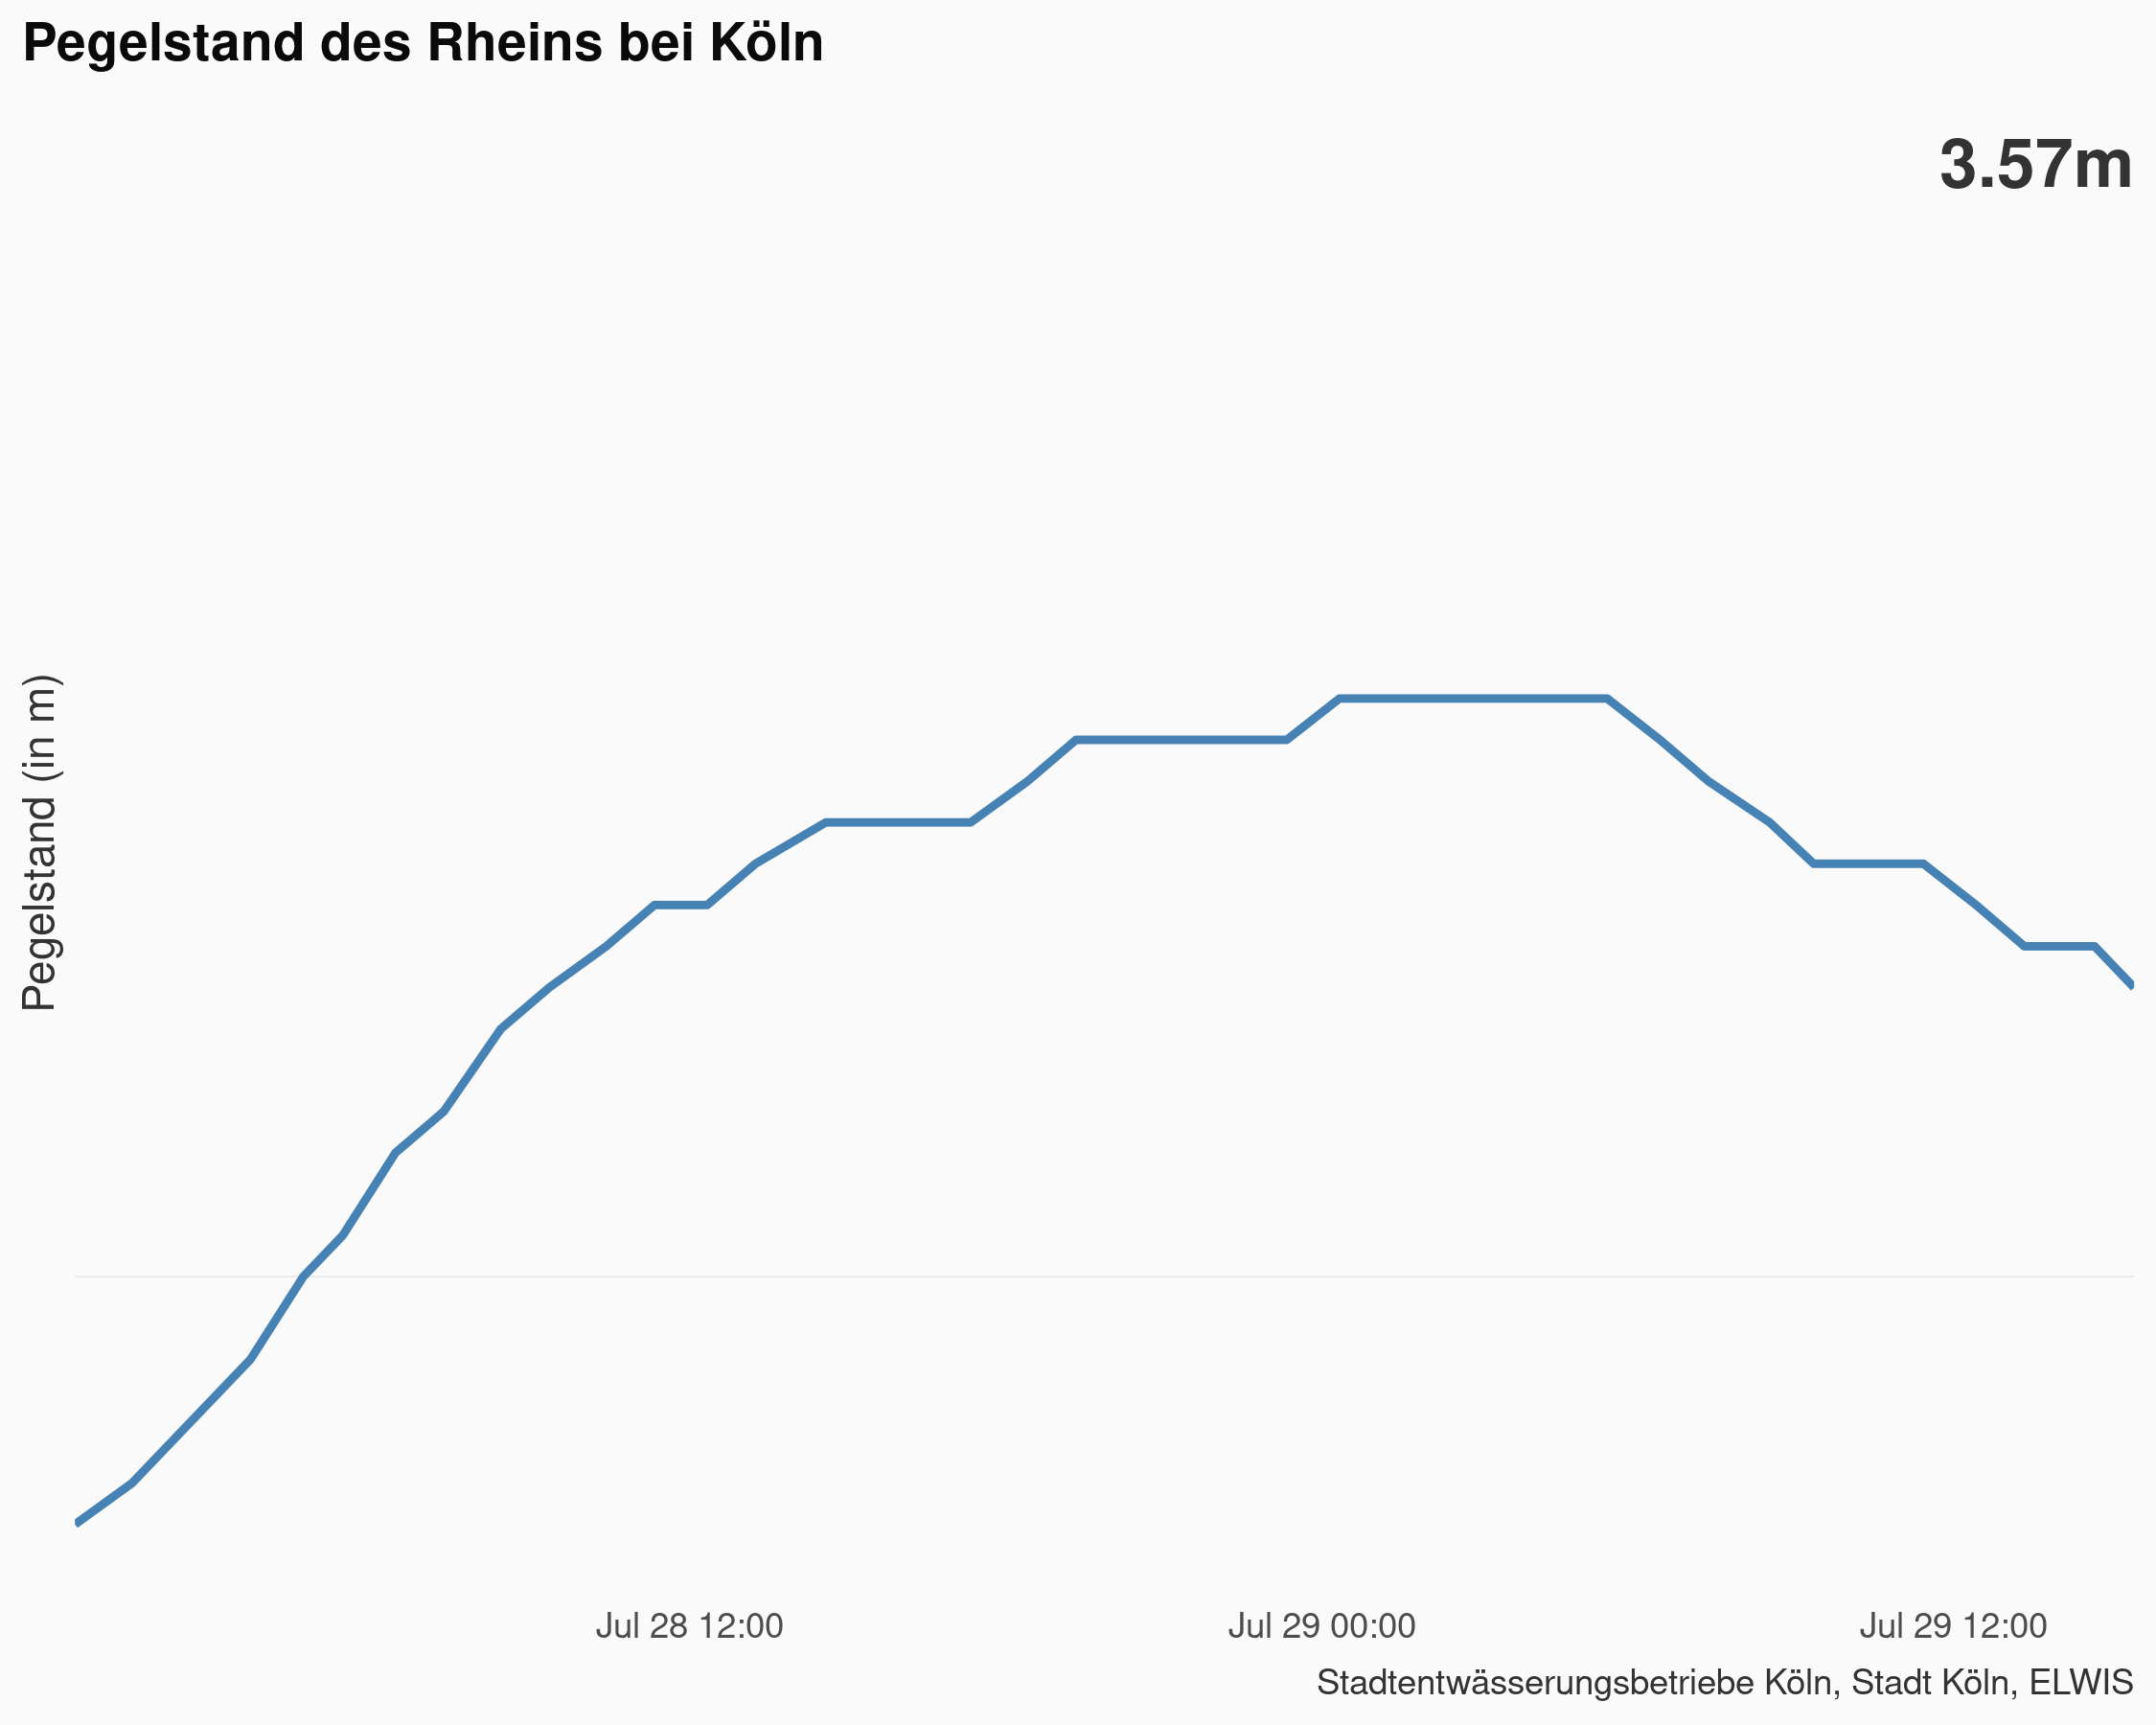 Pegelstand des Rheins bei Köln
3.57m
Pegelstand (in m)
Jul 28 12:00
Jul 29 00:00
Jul 29 12:00
Stadtentwässerungsbetriebe Köln, Stadt Köln, ELWIS